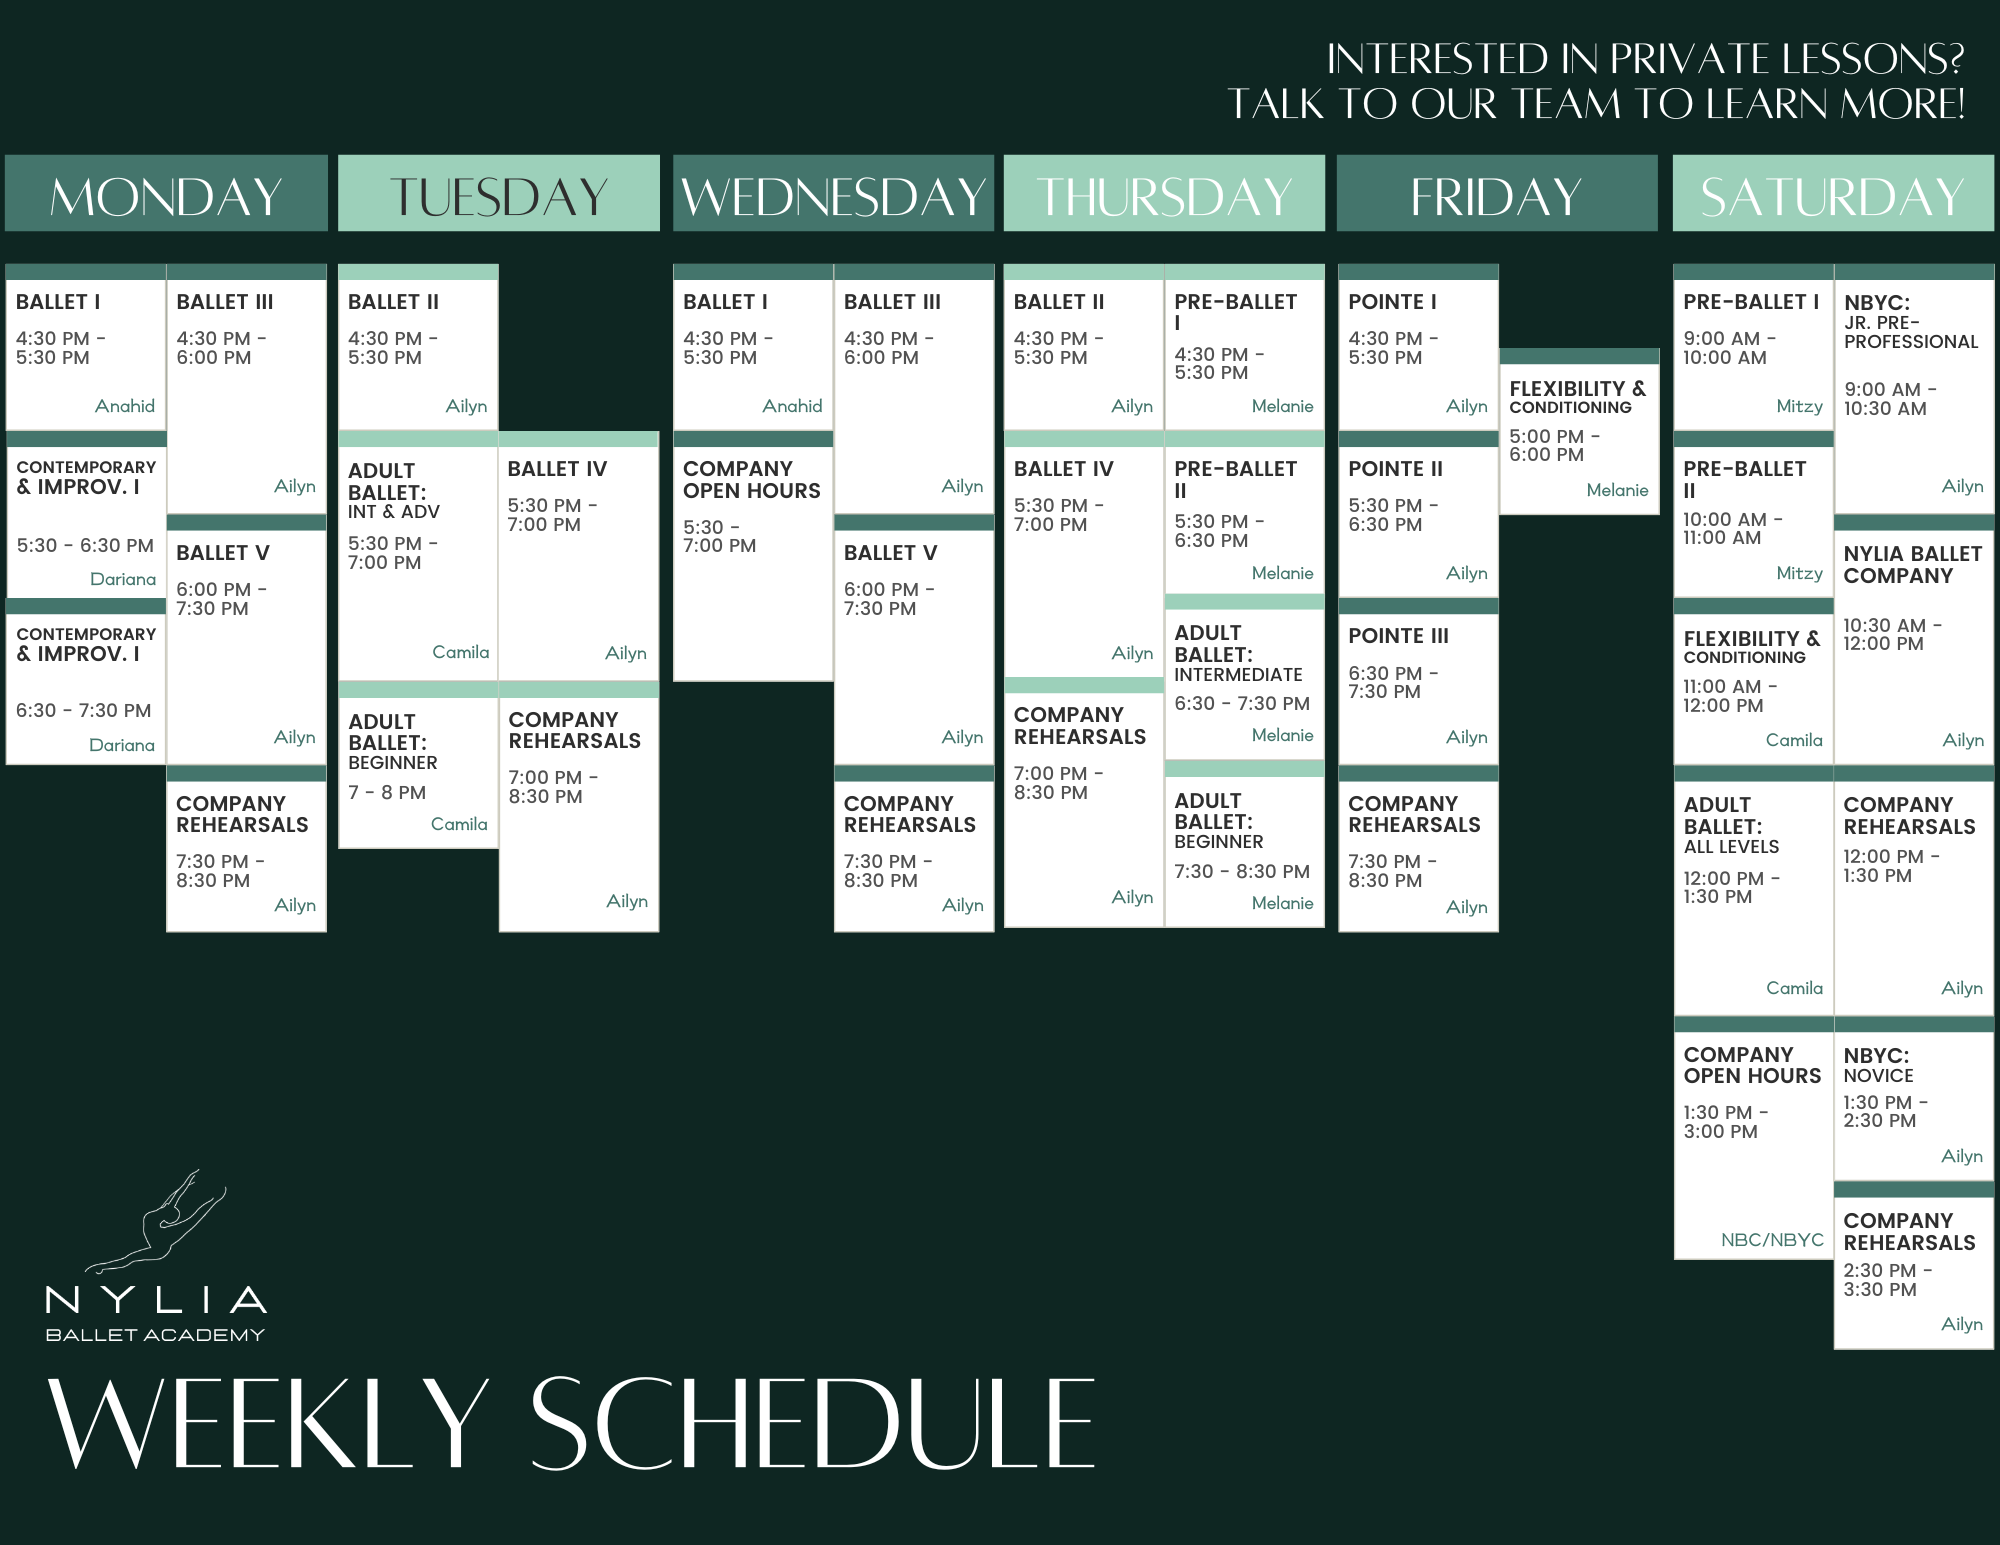 INTERESTED IN PRIVATE LESSONS?
TALK TO OUR TEAM TO LEARN MORE!
MONDAY
BALLET I
4:30 PM -
5:30 PM
Anahid
CONTEMPORARY
& IMPROV. I
5:30 - 6:30 PM
Dariana
CONTEMPORARY
& IMPROV. I
6:30 - 7:30 PM
Dariana
BALLET III
4:30 PM -
6:00 PM
Ailyn
BALLET V
6:00 PM -
7:30 PM
Ailyn
COMPANY
REHEARSALS
7:30 PM -
8:30 PM
Ailyn
TUESDAY
BALLET II
4:30 PM -
5:30 PM
Ailyn
ADULT
BALLET:
INT & ADV
5:30 PM -
7:00 PM
Camila
ADULT
BALLET:
BEGINNER
7 - 8 PM
Camila
BALLET IV
5:30 PM -
7:00 PM
Ailyn
COMPANY
REHEARSALS
7:00 PM -
8:30 PM
Ailyn
WEDNESDAY
BALLET I
4:30 PM -
5:30 PM
Anahid
COMPANY
OPEN HOURS
5:30 -
7:00 PM
BALLET III
4:30 PM -
6:00 PM
Ailyn
BALLET V
6:00 PM -
7:30 PM
Ailyn
COMPANY
REHEARSALS
7:30 PM -
8:30 PM
Ailyn
THURSDAY
BALLET II
4:30 PM -
5:30 PM
Ailyn
BALLET IV
5:30 PM -
7:00 PM
Ailyn
COMPANY
REHEARSALS
7:00 PM -
8:30 PM
Ailyn
PRE-BALLET
I
4:30 PM -
5:30 PM
Melanie
PRE-BALLET
II
5:30 PM -
6:30 PM
Melanie
ADULT
BALLET:
INTERMEDIATE
6:30 - 7:30 PM
Melanie
ADULT
BALLET:
BEGINNER
7:30 - 8:30 PM
Melanie
FRIDAY
POINTE I
4:30 PM -
5:30 PM
Ailyn
POINTE II
5:30 PM -
6:30 PM
Ailyn
POINTE III
6:30 PM -
7:30 PM
Ailyn
COMPANY
REHEARSALS
7:30 PM -
8:30 PM
Ailyn
FLEXIBILITY &
CONDITIONING
5:00 PM -
6:00 PM
Melanie
SATURDAY
PRE-BALLET I
9:00 AM -
10:00 AM
Mitzy
PRE-BALLET
II
10:00 AM -
11:00 AM
Mitzy
FLEXIBILITY &
CONDITIONING
11:00 AM -
12:00 PM
Camila
ADULT
BALLET:
ALL LEVELS
12:00 PM -
1:30 PM
Camila
COMPANY
OPEN HOURS
1:30 PM -
3:00 PM
NBC/NBYC
NBYC:
JR. PRE-
PROFESSIONAL
9:00 AM -
10:30 AM
Ailyn
NYLIA BALLET
COMPANY
10:30 AM -
12:00 PM
Ailyn
COMPANY
REHEARSALS
12:00 PM -
1:30 PM
Ailyn
NBYC:
NOVICE
1:30 PM -
2:30 PM
Ailyn
COMPANY
REHEARSALS
2:30 PM -
3:30 PM
Ailyn
NYLIA
BALLET ACADEMY
WEEKLY SCHEDULE